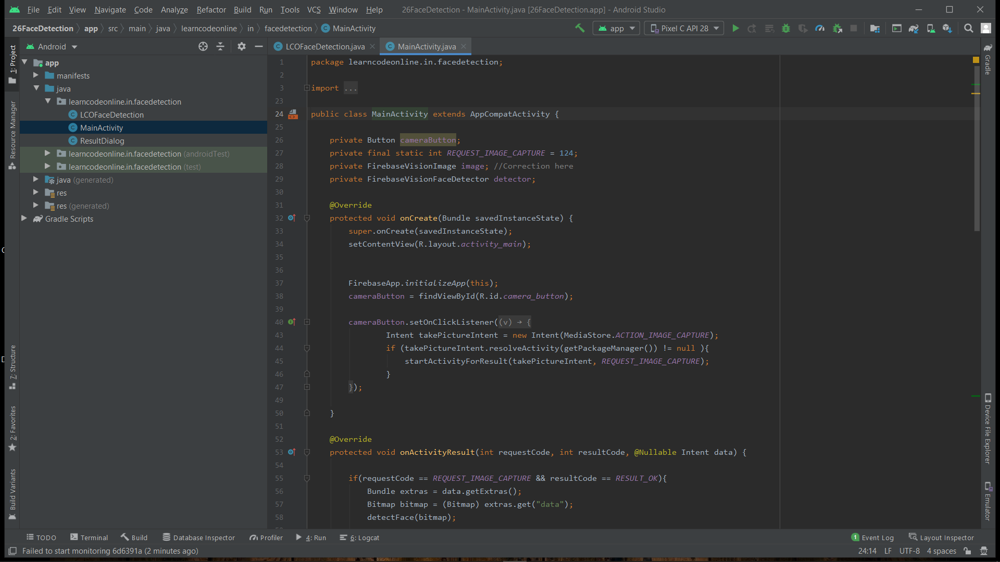 File Edit View Navigate Code Analyze Refactor Build Run Tools VCS Window Help 26FaceDetection - MainActivity.java [26FaceDetection.app] - Android Studio
26FaceDetection app src main java learncodeonline in facedetection MainActivity app Pixel C API 28
Android
LCOFaceDetection.java MainActivity.java
1: Project
Resource Manager
7: Structure
2: Favorites
Build Variants
app
manifests
java
learncodeonline.in.facedetection
LCOFaceDetection
MainActivity
ResultDialog
learncodeonline.in.facedetection (androidTest)
learncodeonline.in.facedetection (test)
java (generated)
res
res (generated)
Gradle Scripts
1 package learncodeonline.in.facedetection;
2
3 import ...
23
24 public class MainActivity extends AppCompatActivity {
25
26 private Button cameraButton;
27 private final static int REQUEST_IMAGE_CAPTURE = 124;
28 private FirebaseVisionImage image; //Correction here
29 private FirebaseVisionFaceDetector detector;
30
31 @Override
32 protected void onCreate(Bundle savedInstanceState) {
33 super.onCreate(savedInstanceState);
34 setContentView(R.layout.activity_main);
35
36
37 FirebaseApp.initializeApp(this);
38 cameraButton = findViewById(R.id.camera_button);
39
40 cameraButton.setOnClickListener((v) → {
43 Intent takePictureIntent = new Intent(MediaStore.ACTION_IMAGE_CAPTURE);
44 if (takePictureIntent.resolveActivity(getPackageManager()) != null ){
45 startActivityForResult(takePictureIntent, REQUEST_IMAGE_CAPTURE);
46 }
47 });
49
50 }
51
52 @Override
53 protected void onActivityResult(int requestCode, int resultCode, @Nullable Intent data) {
54
55 if(requestCode == REQUEST_IMAGE_CAPTURE && resultCode == RESULT_OK){
56 Bundle extras = data.getExtras();
57 Bitmap bitmap = (Bitmap) extras.get("data");
58 detectFace(bitmap);
Gradle
Device File Explorer
Emulator
TODO Terminal Build Database Inspector Profiler 4: Run 6: Logcat 1 Event Log Layout Inspector
Failed to start monitoring 6d6391a (2 minutes ago) 24:14 LF UTF-8 4 spaces